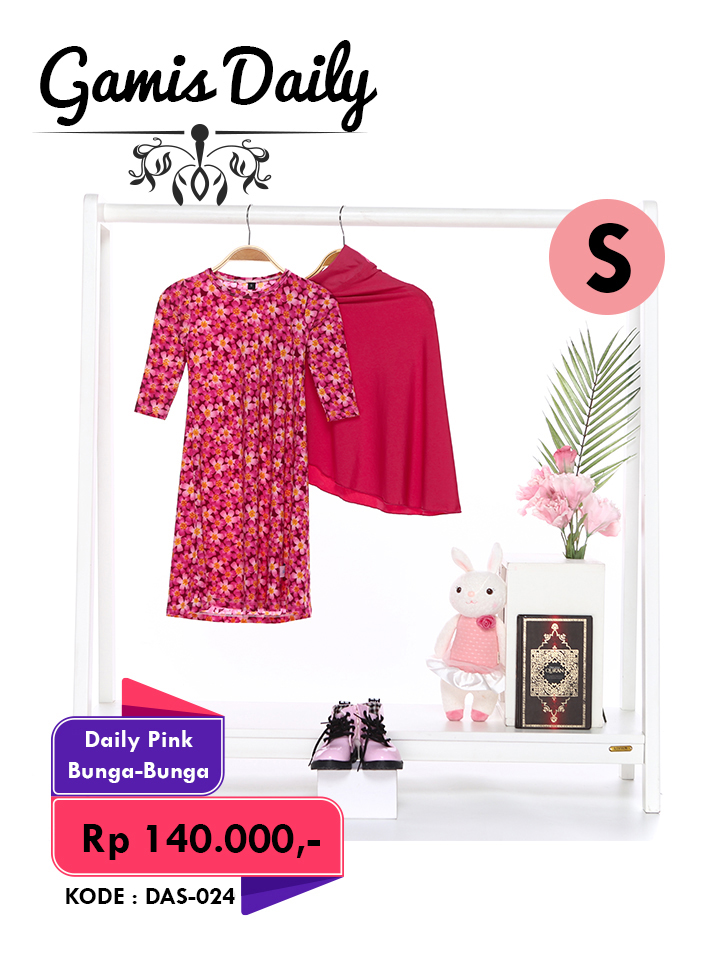 Gamis Daily
S
Daily Pink
Bunga-Bunga
Rp 140.000,-
KODE : DAS-024